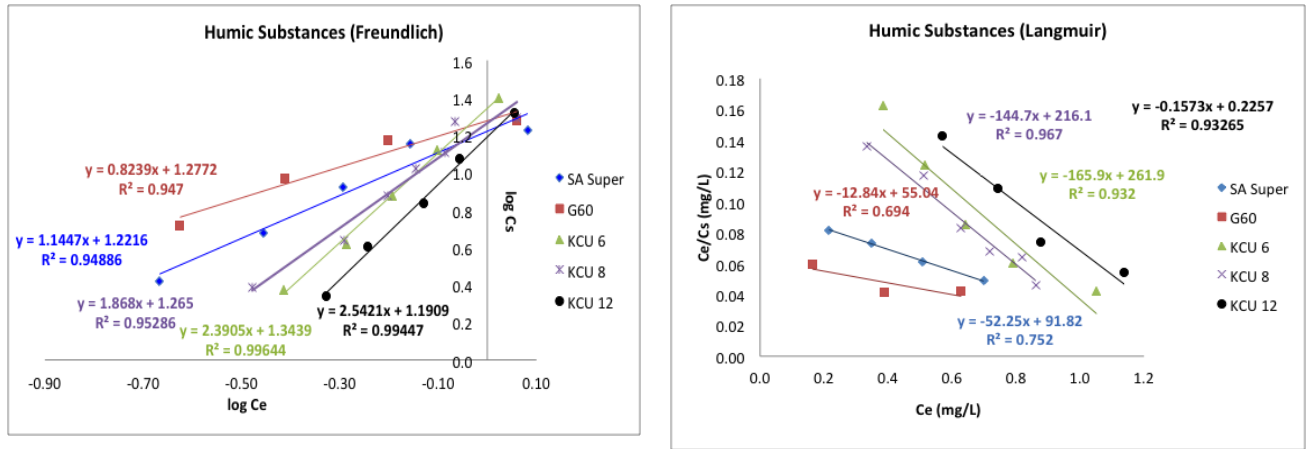 Humic Substances (Freundlich)
1.6
1.4
1.2
1.0
0.8
0.6
0.4
0.2
0.0
log Cs
y = 0.8239x + 1.2772
R² = 0.947
y = 1.1447x + 1.2216
R² = 0.94886
y = 1.868x + 1.265
R² = 0.95286
y = 2.3905x + 1.3439
R² = 0.99644
y = 2.5421x + 1.1909
R² = 0.99447
-0.90 -0.70 -0.50 -0.30 -0.10 0.10
log Ce
SA Super
G60
KCU 6
KCU 8
KCU 12
Humic Substances (Langmuir)
0.18
0.16
0.14
0.12
0.10
0.08
0.06
0.04
0.02
0.00
Ce/Cs (mg/L)
y = -144.7x + 216.1
R² = 0.967
y = -0.1573x + 0.2257
R² = 0.93265
y = -12.84x + 55.04
R² = 0.694
y = -165.9x + 261.9
R² = 0.932
y = -52.25x + 91.82
R² = 0.752
0.0 0.2 0.4 0.6 0.8 1.0 1.2
Ce (mg/L)
SA Super
G60
KCU 6
KCU 8
KCU 12